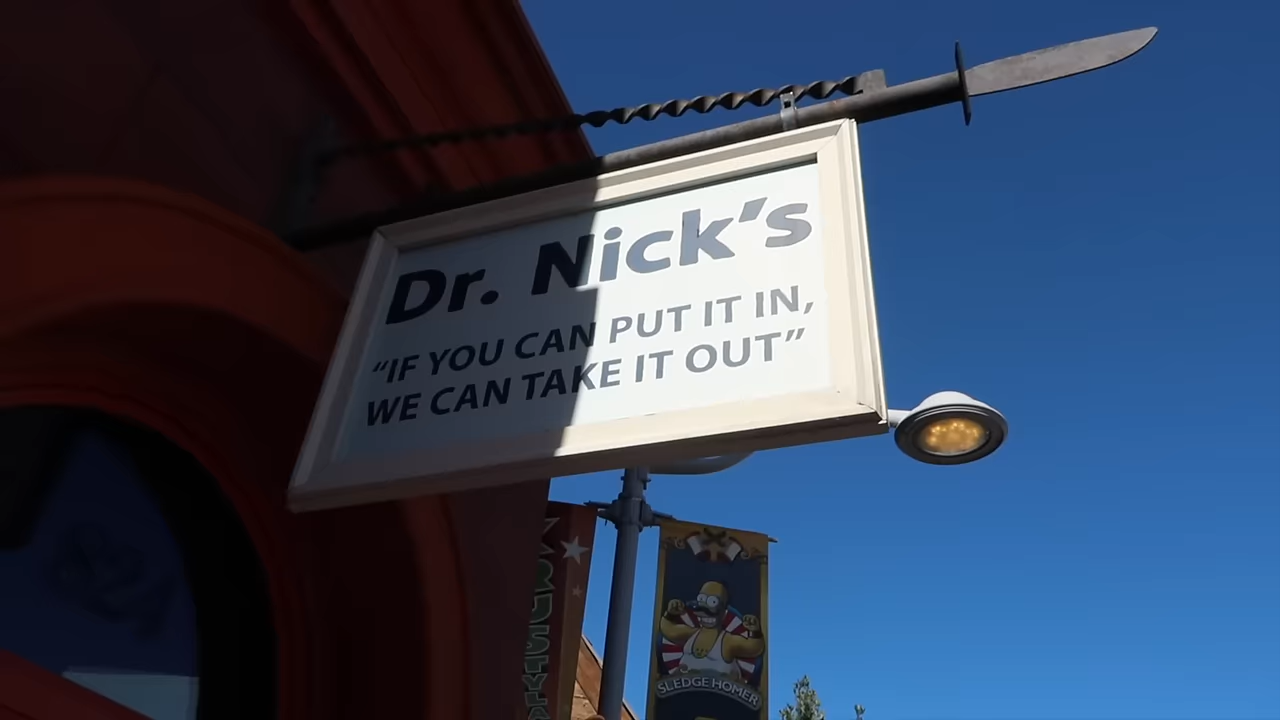 Dr. Nick's
“IF YOU CAN PUT IT IN,
WE CAN TAKE IT OUT”
SLEDGE HOMER